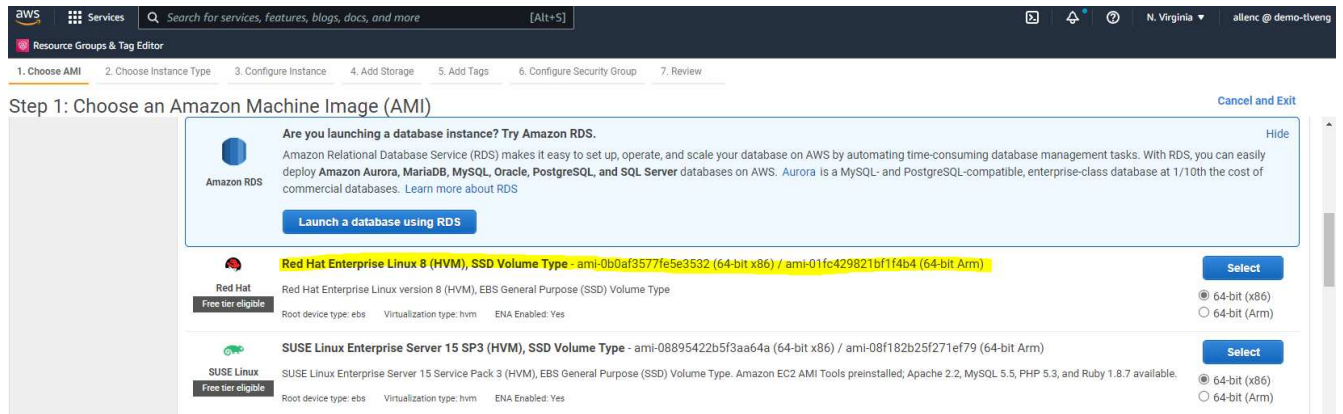 aws Services Search for services, features, blogs, docs, and more [Alt+S] N. Virginia ▼ allenc @ demo-tlveng
Resource Groups & Tag Editor
1. Choose AMI 2. Choose Instance Type 3. Configure Instance 4. Add Storage 5. Add Tags 6. Configure Security Group 7. Review
Step 1: Choose an Amazon Machine Image (AMI) Cancel and Exit
Are you launching a database instance? Try Amazon RDS. Hide
Amazon Relational Database Service (RDS) makes it easy to set up, operate, and scale your database on AWS by automating time-consuming database management tasks. With RDS, you can easily
deploy Amazon Aurora, MariaDB, MySQL, Oracle, PostgreSQL, and SQL Server databases on AWS. Aurora is a MySQL- and PostgreSQL-compatible, enterprise-class database at 1/10th the cost of
commercial databases. Learn more about RDS
Amazon RDS
Launch a database using RDS
Red Hat Enterprise Linux 8 (HVM), SSD Volume Type - ami-0b0af3577fe5e3532 (64-bit x86) / ami-01fc429821bf1f4b4 (64-bit Arm)
Select
Red Hat
Red Hat Enterprise Linux version 8 (HVM), EBS General Purpose (SSD) Volume Type
64-bit (x86)
Free tier eligible
Root device type: ebs Virtualization type: hvm ENA Enabled: Yes
64-bit (Arm)
SUSE Linux Enterprise Server 15 SP3 (HVM), SSD Volume Type - ami-08895422b5f3aa64a (64-bit x86) / ami-08f182b25f271ef79 (64-bit Arm)
Select
SUSE Linux
SUSE Linux Enterprise Server 15 Service Pack 3 (HVM), EBS General Purpose (SSD) Volume Type. Amazon EC2 AMI Tools preinstalled; Apache 2.2, MySQL 5.5, PHP 5.3, and Ruby 1.8.7 available.
64-bit (x86)
Free tier eligible
Root device type: ebs Virtualization type: hvm ENA Enabled: Yes
64-bit (Arm)